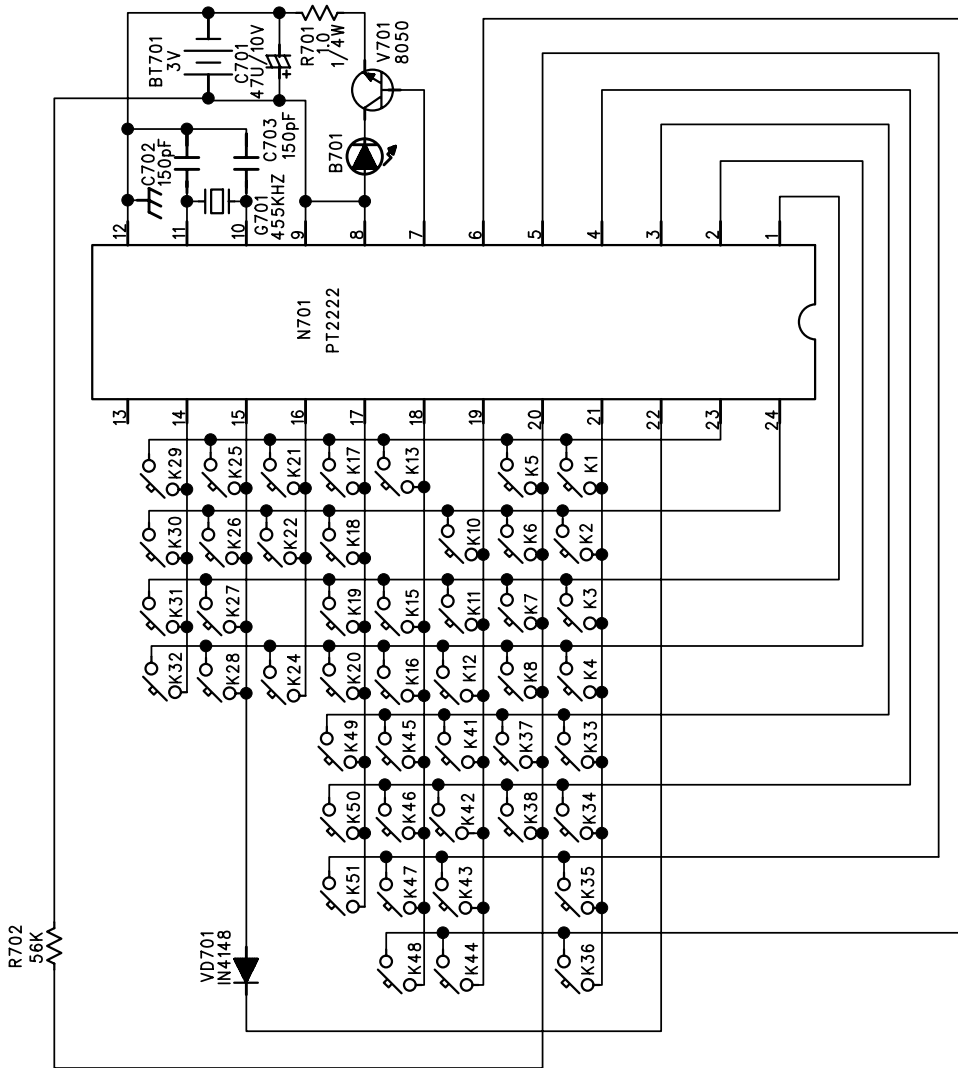 BT701
3V
C701
47U/10V
R701
1.0
1/4W
V701
8050
B701
C702
150pF
C703
150pF
G701
455KHZ
12
11
10
9
8
7
6
5
4
3
2
1
N701
PT2222
13
14
15
16
17
18
19
20
21
22
23
24
K29
K25
K21
K17
K13
K5
K1
K30
K26
K22
K18
K10
K6
K2
K31
K27
K19
K15
K11
K7
K3
K32
K28
K24
K20
K16
K12
K8
K4
K49
K45
K41
K37
K33
K50
K46
K42
K38
K34
K51
K47
K43
K35
R702
56K
VD701
IN4148
K48
K44
K36